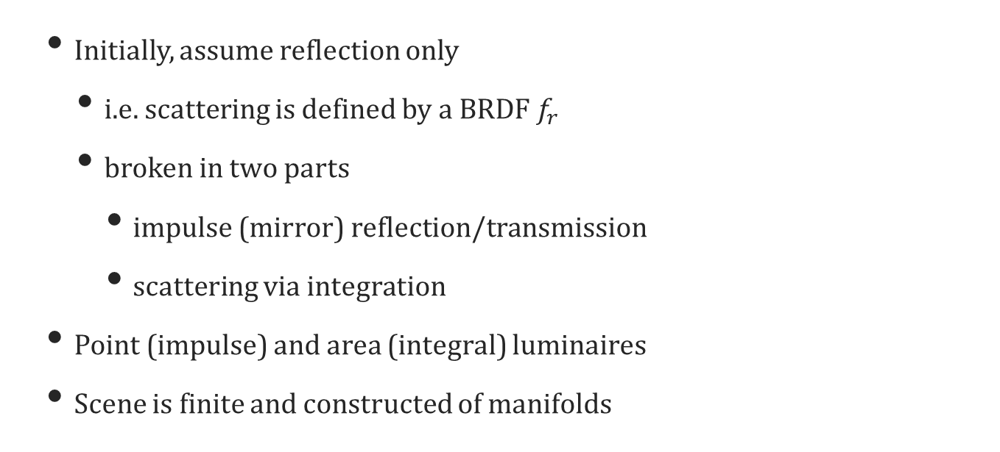 • Initially, assume reflection only
• i.e. scattering is defined by a BRDF fᵣ
• broken in two parts
• impulse (mirror) reflection/transmission
• scattering via integration
• Point (impulse) and area (integral) luminaires
• Scene is finite and constructed of manifolds